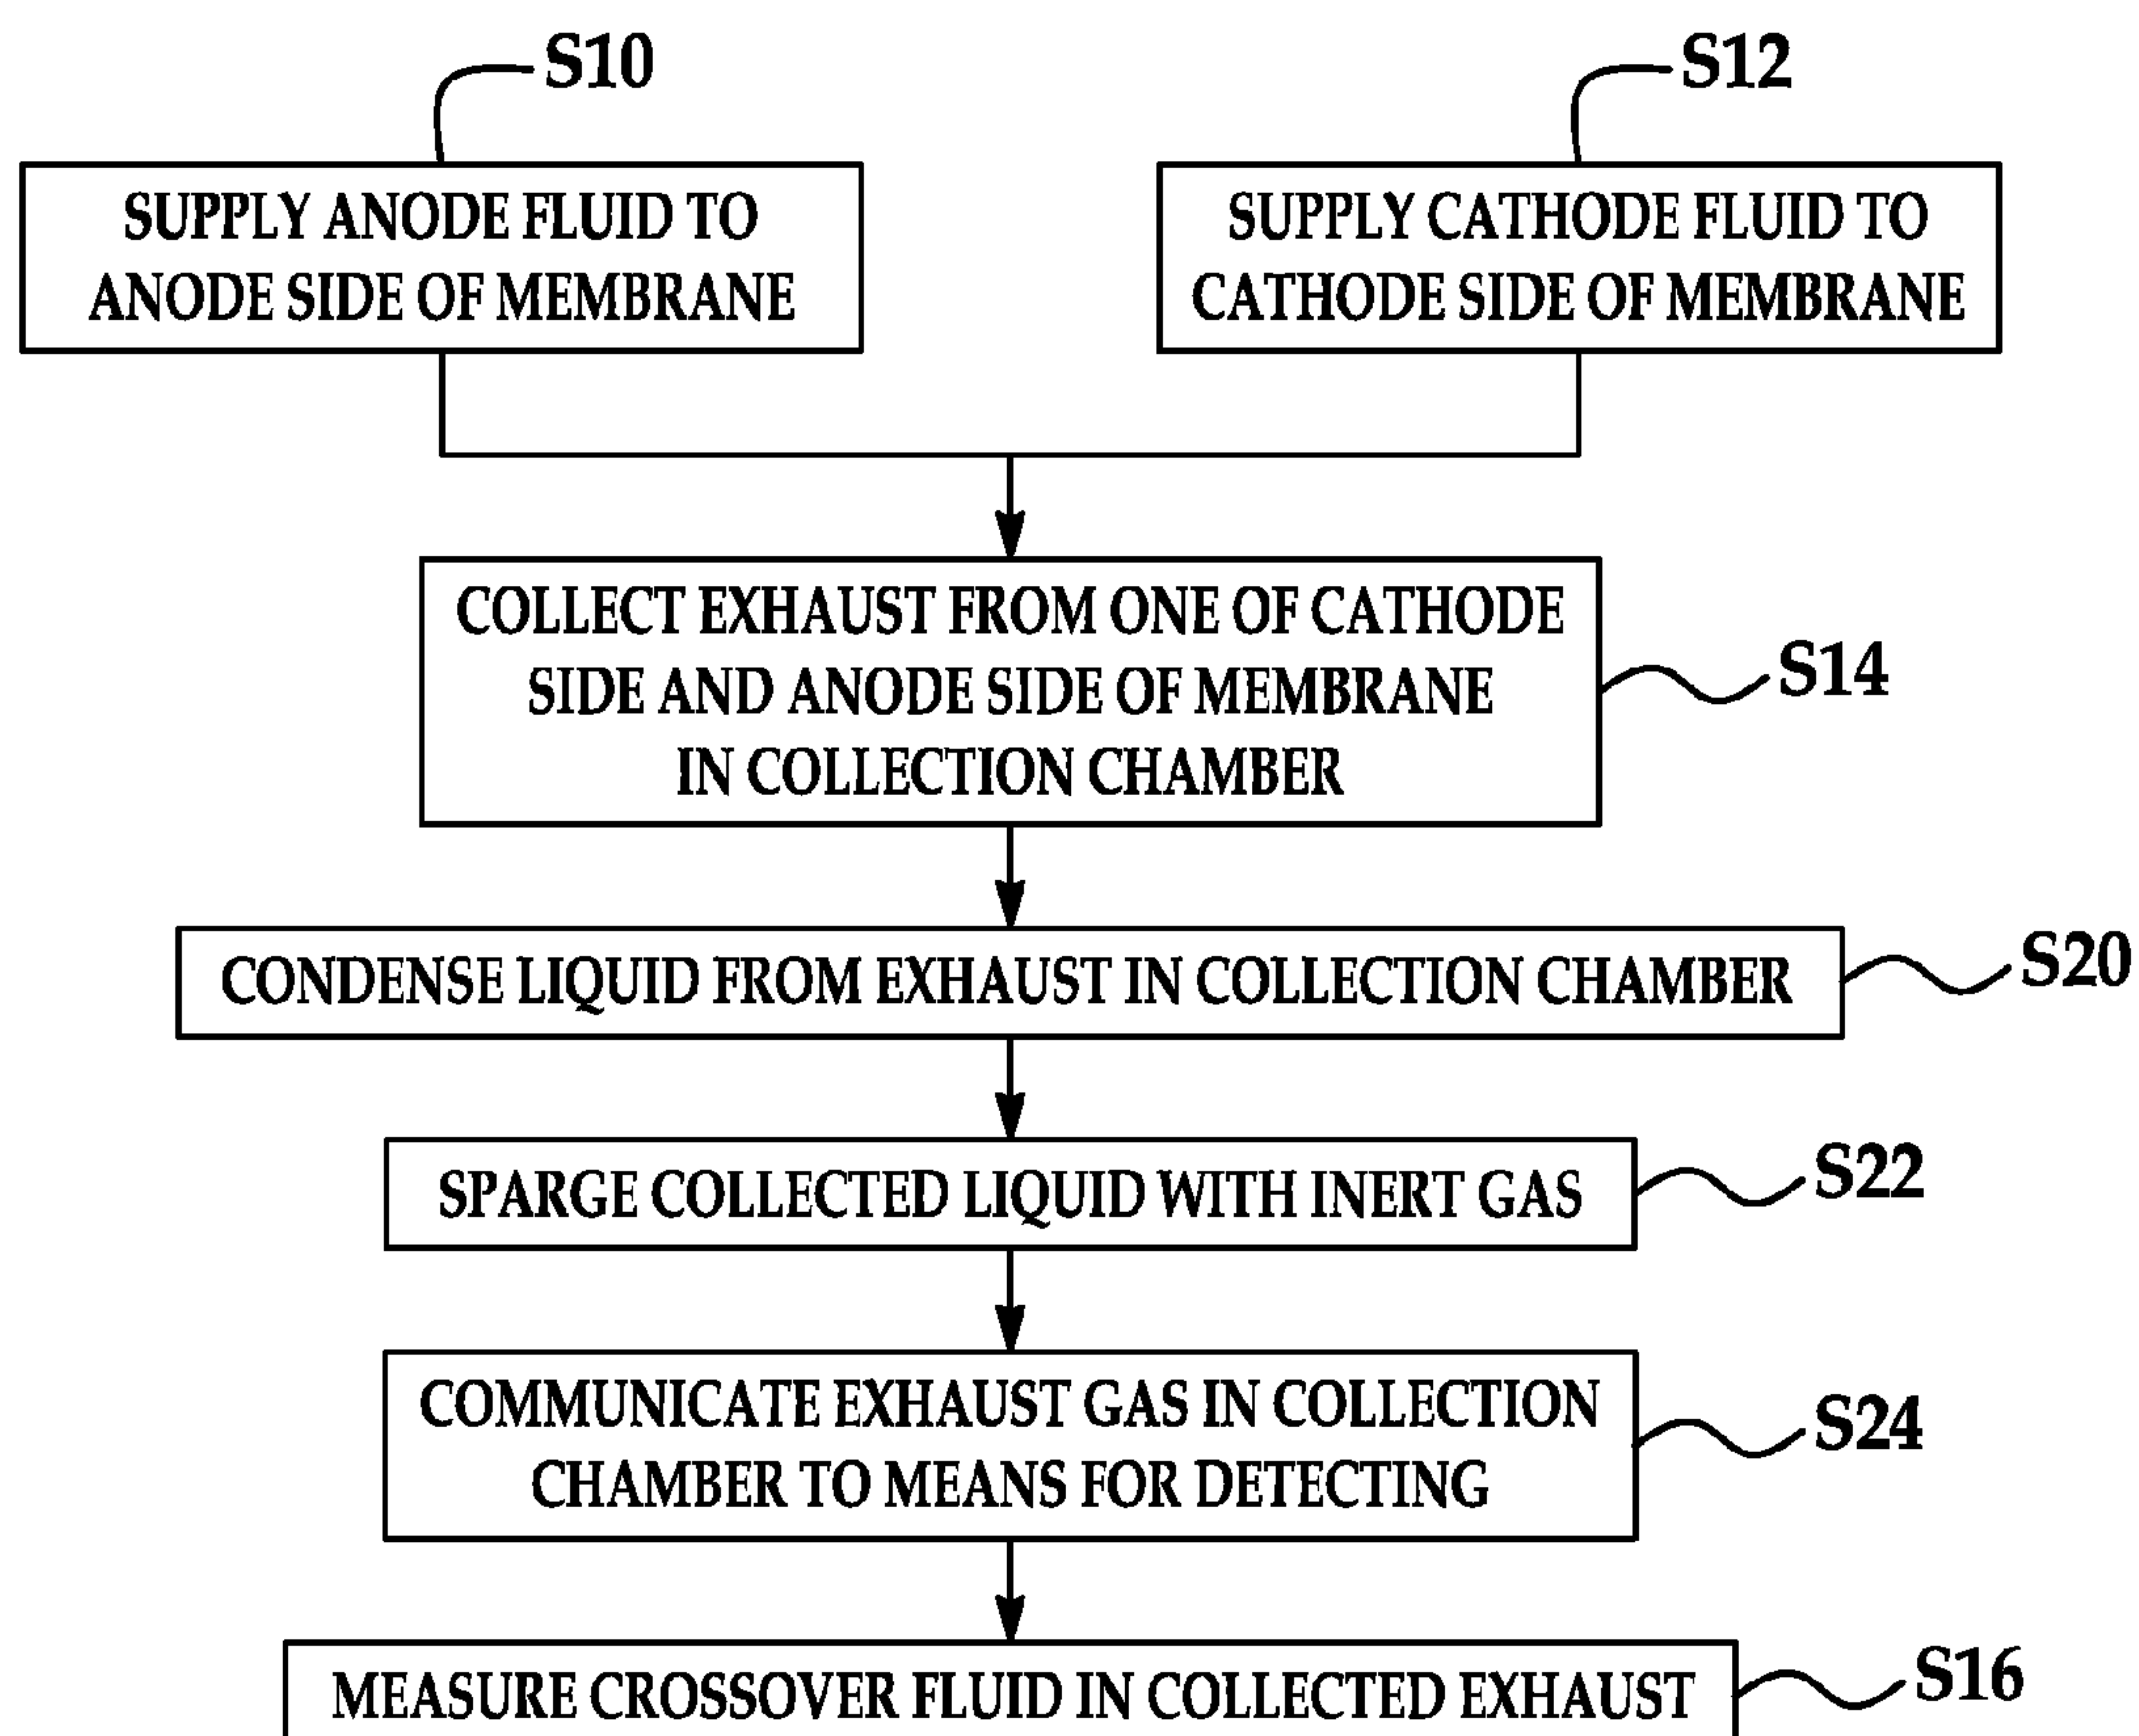 S10
S12
SUPPLY ANODE FLUID TO
ANODE SIDE OF MEMBRANE
SUPPLY CATHODE FLUID TO
CATHODE SIDE OF MEMBRANE
COLLECT EXHAUST FROM ONE OF CATHODE
SIDE AND ANODE SIDE OF MEMBRANE
IN COLLECTION CHAMBER
S14
CONDENSE LIQUID FROM EXHAUST IN COLLECTION CHAMBER
S20
SPARGE COLLECTED LIQUID WITH INERT GAS
S22
COMMUNICATE EXHAUST GAS IN COLLECTION
CHAMBER TO MEANS FOR DETECTING
S24
MEASURE CROSSOVER FLUID IN COLLECTED EXHAUST
S16